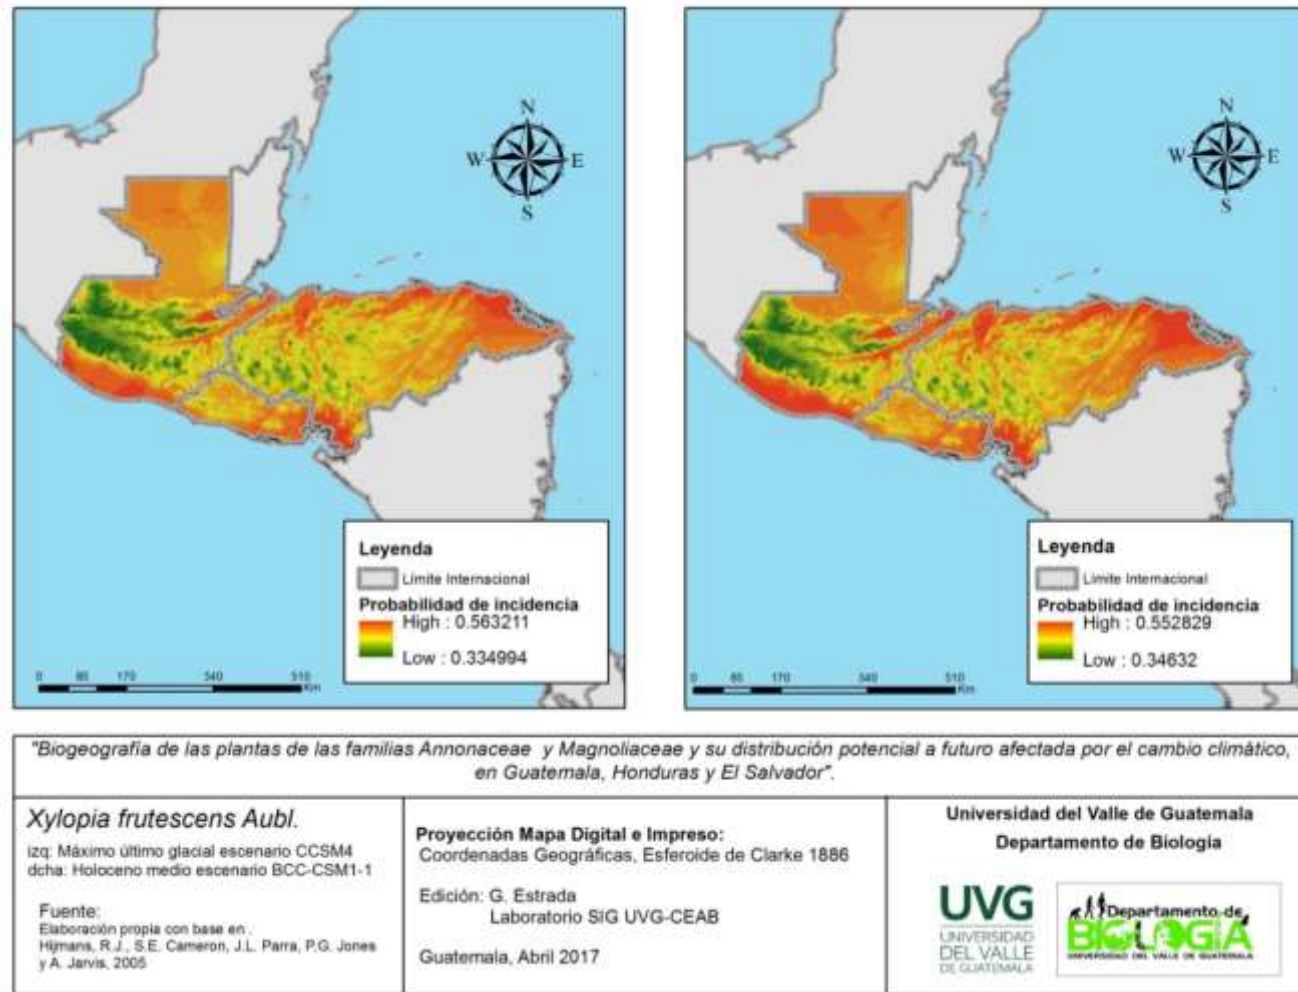 N
W E
S
Leyenda
Límite Internacional
Probabilidad de incidencia
High : 0.563211
Low : 0.334994
0 85 170 340 510
Km
N
W E
S
Leyenda
Límite Internacional
Probabilidad de incidencia
High : 0.552829
Low : 0.34632
0 85 170 340 510
Km
"Biogeografía de las plantas de las familias Annonaceae y Magnoliaceae y su distribución potencial a futuro afectada por el cambio climático,
en Guatemala, Honduras y El Salvador".
Xylopia frutescens Aubl.
izq: Máximo último glacial escenario CCSM4
dcha: Holoceno medio escenario BCC-CSM1-1
Fuente:
Elaboración propia con base en .
Hijmans, R.J., S.E. Cameron, J.L. Parra, P.G. Jones
y A. Jarvis, 2005
Proyección Mapa Digital e Impreso:
Coordenadas Geográficas, Esferoide de Clarke 1886
Edición: G. Estrada
Laboratorio SIG UVG-CEAB
Guatemala, Abril 2017
Universidad del Valle de Guatemala
Departamento de Biología
UVG
UNIVERSIDAD
DEL VALLE
DE GUATEMALA
Departamento de
BIOLOGÍA
UNIVERSIDAD DEL VALLE DE GUATEMALA